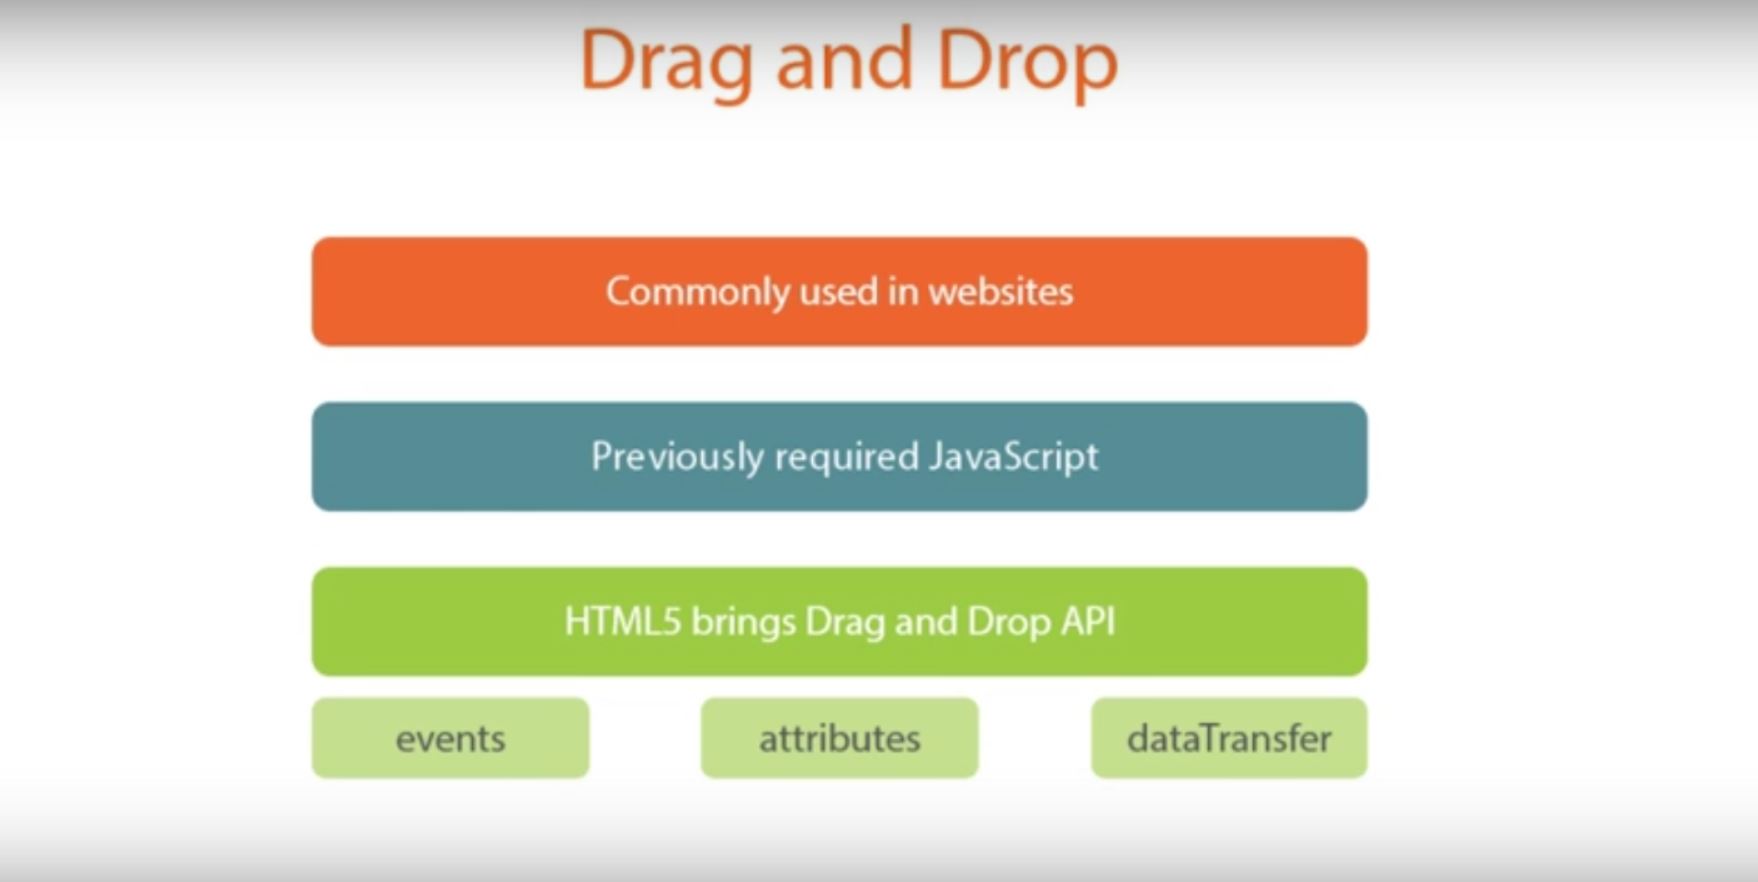 Drag and Drop
Commonly used in websites
Previously required JavaScript
HTML5 brings Drag and Drop API
events
attributes
dataTransfer